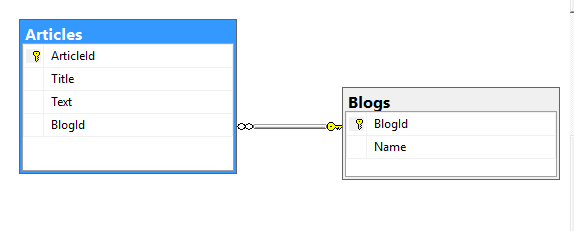 Articles
ArticleId
Title
Text
BlogId
Blogs
BlogId
Name